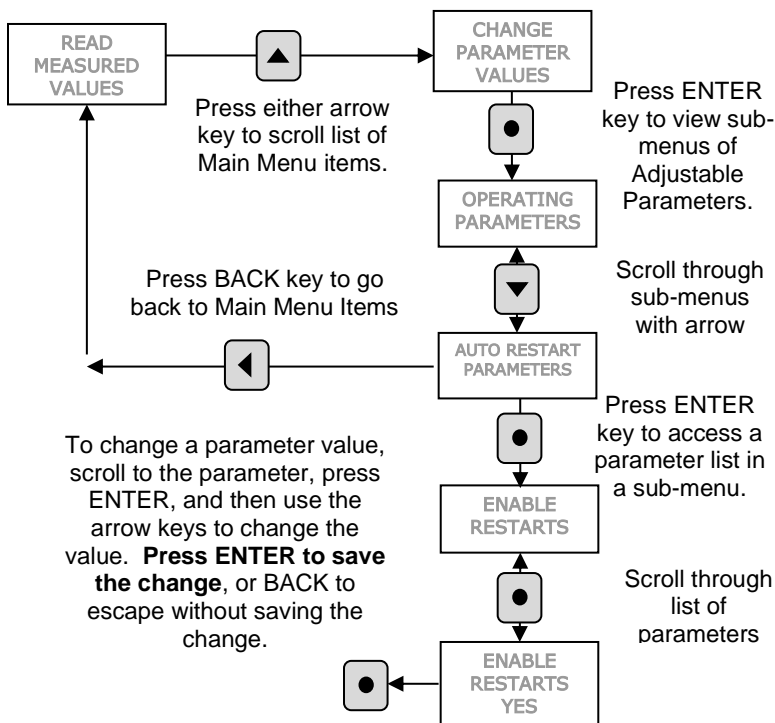 READ
MEASURED
VALUES
CHANGE
PARAMETER
VALUES
Press either arrow
key to scroll list of
Main Menu items.
Press ENTER
key to view sub-
menus of
Adjustable
Parameters.
OPERATING
PARAMETERS
Press BACK key to go
back to Main Menu Items
Scroll through
sub-menus
with arrow
AUTO RESTART
PARAMETERS
Press ENTER
key to access a
parameter list in
a sub-menu.
To change a parameter value,
scroll to the parameter, press
ENTER, and then use the
arrow keys to change the
value. Press ENTER to save
the change, or BACK to
escape without saving the
change.
ENABLE
RESTARTS
Scroll through
list of
parameters
ENABLE
RESTARTS
YES